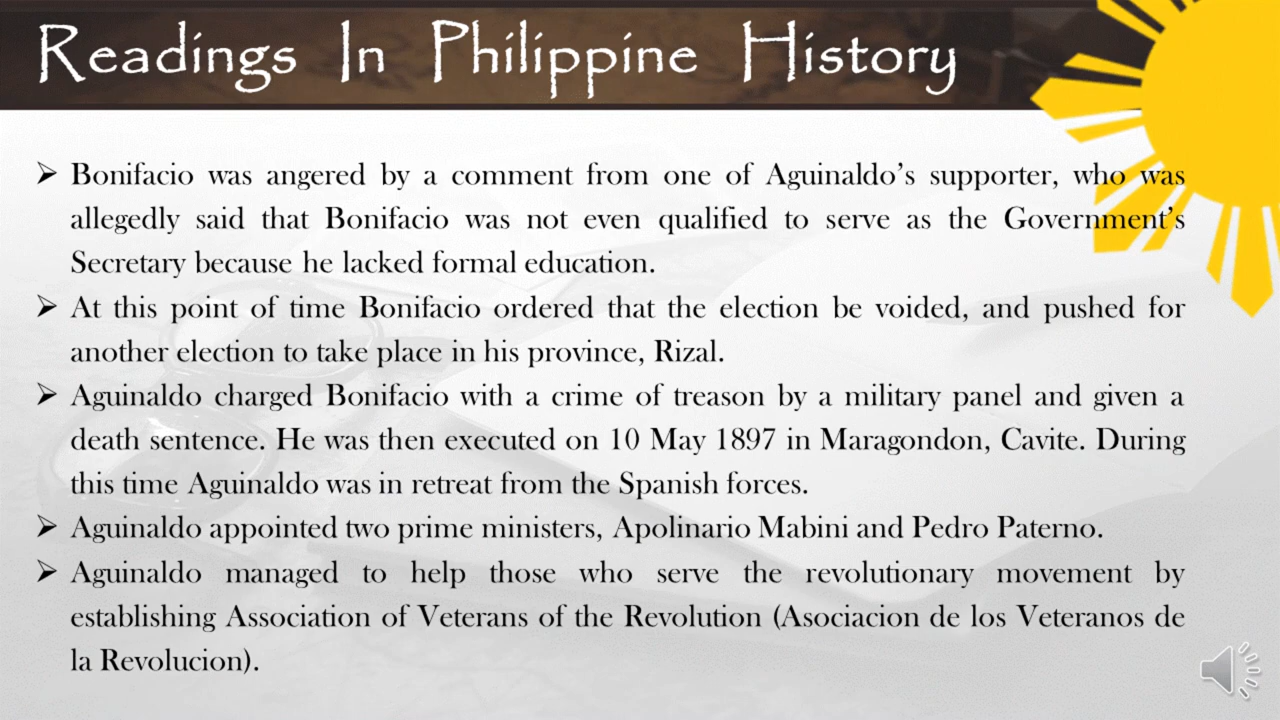 Readings In Philippine History
➢ Bonifacio was angered by a comment from one of Aguinaldo’s supporter, who was
allegedly said that Bonifacio was not even qualified to serve as the Government’s
Secretary because he lacked formal education.
➢ At this point of time Bonifacio ordered that the election be voided, and pushed for
another election to take place in his province, Rizal.
➢ Aguinaldo charged Bonifacio with a crime of treason by a military panel and given a
death sentence. He was then executed on 10 May 1897 in Maragondon, Cavite. During
this time Aguinaldo was in retreat from the Spanish forces.
➢ Aguinaldo appointed two prime ministers, Apolinario Mabini and Pedro Paterno.
➢ Aguinaldo managed to help those who serve the revolutionary movement by
establishing Association of Veterans of the Revolution (Asociacion de los Veteranos de
la Revolucion).